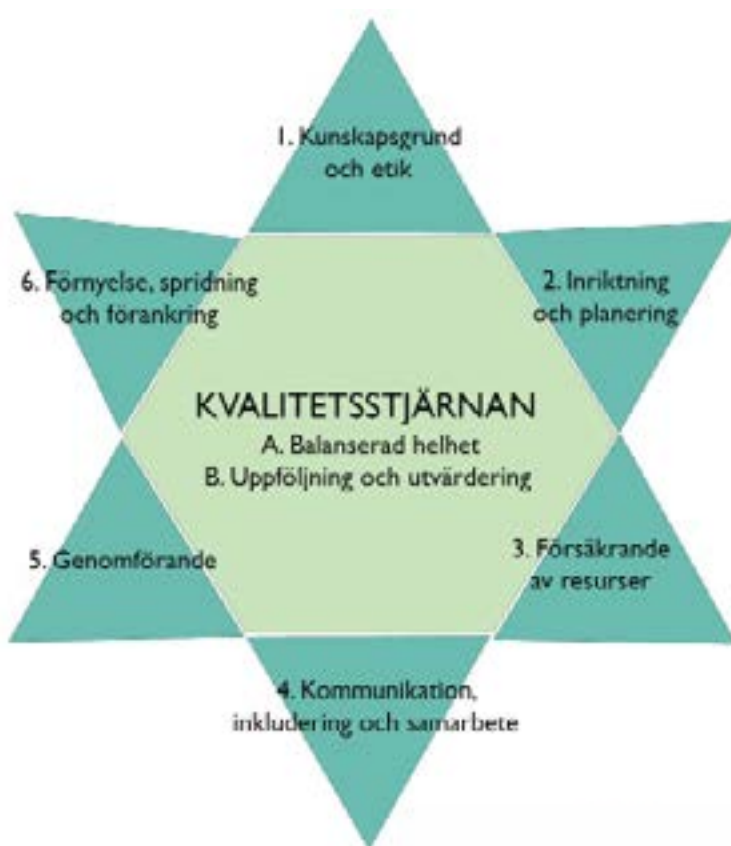 1. Kunskapsgrund
och etik
2. Inriktning
och planering
3. Försäkrande
av resurser
4. Kommunikation,
inkludering och samarbete
5. Genomförande
6. Förnyelse, spridning
och förankring
KVALITETSSTJÄRNAN
A. Balanserad helhet
B. Uppföljning och utvärdering